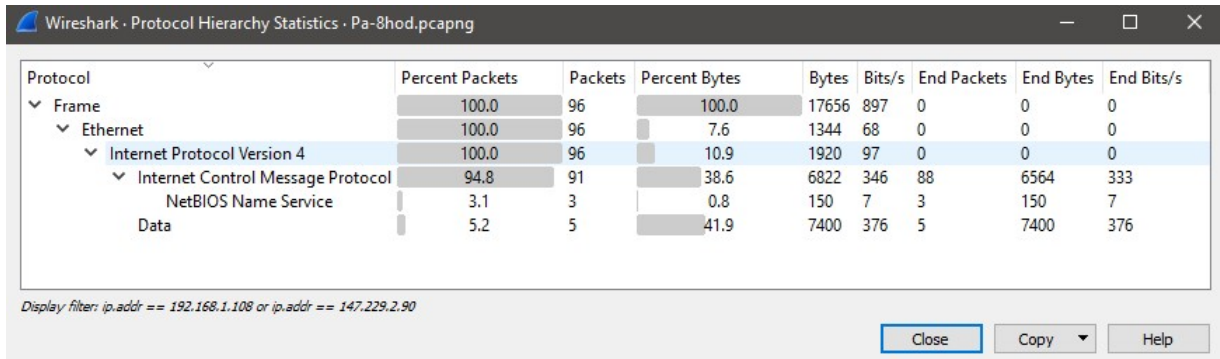 Wireshark · Protocol Hierarchy Statistics · Pa-8hod.pcapng
Protocol Percent Packets Packets Percent Bytes Bytes Bits/s End Packets End Bytes End Bits/s
Frame 100.0 96 100.0 17656 897 0 0 0
Ethernet 100.0 96 7.6 1344 68 0 0 0
Internet Protocol Version 4 100.0 96 10.9 1920 97 0 0 0
Internet Control Message Protocol 94.8 91 38.6 6822 346 88 6564 333
NetBIOS Name Service 3.1 3 0.8 150 7 3 150 7
Data 5.2 5 41.9 7400 376 5 7400 376
Display filter: ip.addr == 192.168.1.108 or ip.addr == 147.229.2.90
Close Copy Help